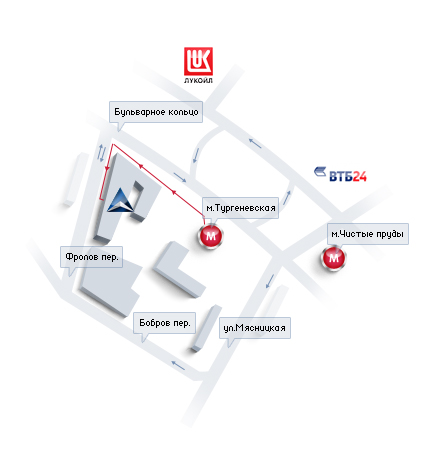 ЛУКОЙЛ
Бульварное кольцо
ВТБ24
м.Тургеневская
м.Чистые пруды
М
М
Фролов пер.
Бобров пер.
ул.Мясницкая